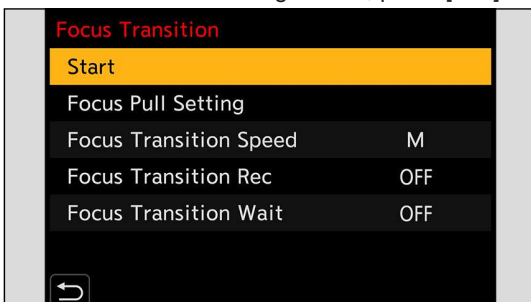 Focus Transition
Start
Focus Pull Setting
Focus Transition Speed M
Focus Transition Rec OFF
Focus Transition Wait OFF